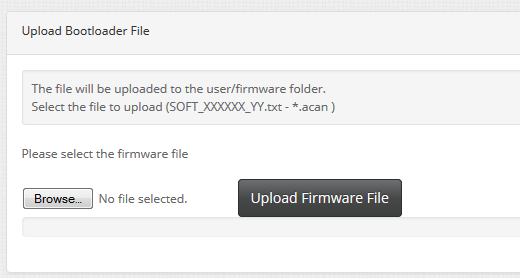 Upload Bootloader File
The file will be uploaded to the user/firmware folder.
Select the file to upload (SOFT_XXXXXX_YY.txt - *.acan )
Please select the firmware file
Browse... No file selected. Upload Firmware File